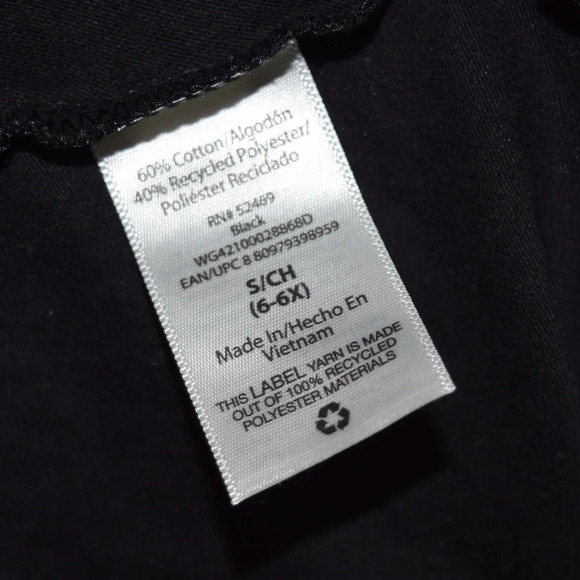 60% Cotton/Algodón
40% Recycled Polyester/
Poliéster Reciclado
RN# 52469
Black
WG42100028868D
EAN/UPC 8 80979398959
S/CH
(6-6X)
Made In/Hecho En
Vietnam
THIS LABEL YARN IS MADE
OUT OF 100% RECYCLED
POLYESTER MATERIALS